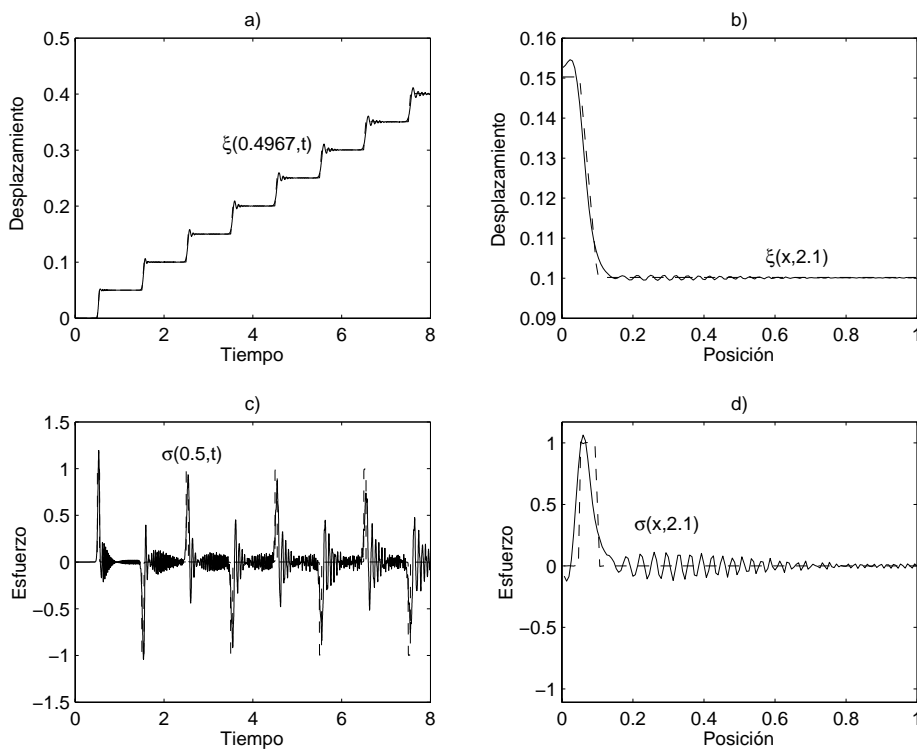 a)
0.5
0.4
0.3
0.2
0.1
0
Desplazamiento
ξ(0.4967,t)
0 2 4 6 8
Tiempo
b)
0.16
0.15
0.14
0.13
0.12
0.11
0.10
0.09
Desplazamiento
ξ(x,2.1)
0 0.2 0.4 0.6 0.8 1
Posición
c)
1.5
1
0.5
0
−0.5
−1
−1.5
Esfuerzo
σ(0.5,t)
0 2 4 6 8
Tiempo
d)
1
0.5
0
−0.5
−1
Esfuerzo
σ(x,2.1)
0 0.2 0.4 0.6 0.8 1
Posición